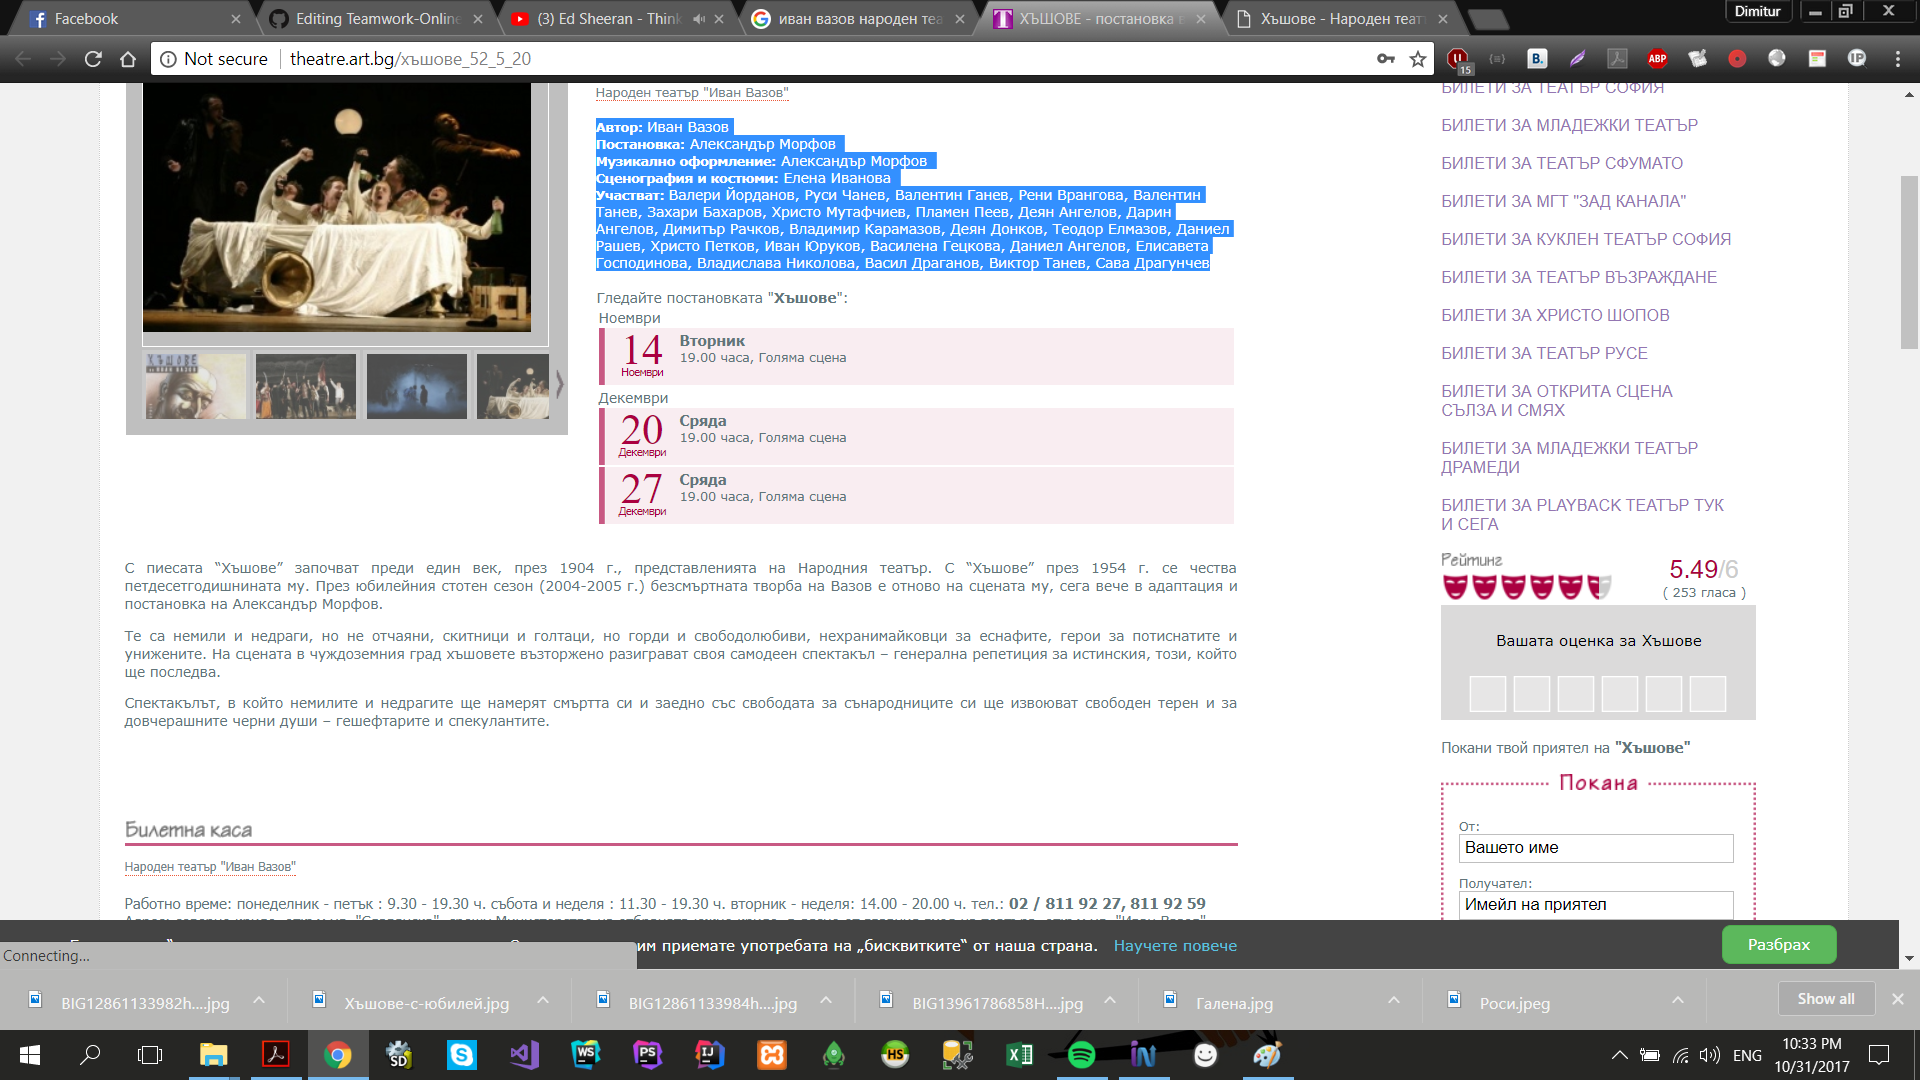 Facebook
Editing Teamwork-Online
(3) Ed Sheeran - Think
иван вазов народен теа
ХЪШОВЕ - постановка в
Хъшове - Народен теат
Dimitur
Not secure
theatre.art.bg/хъшове_52_5_20
15
B.
ABP
IP
Народен театър "Иван Вазов"
Автор: Иван Вазов
Постановка: Александър Морфов
Музикално оформление: Александър Морфов
Сценография и костюми: Елена Иванова
Участват: Валери Йорданов, Руси Чанев, Валентин Ганев, Рени Врангова, Валентин
Танев, Захари Бахаров, Христо Мутафчиев, Пламен Пеев, Деян Ангелов, Дарин
Ангелов, Димитър Рачков, Владимир Карамазов, Деян Донков, Теодор Елмазов, Даниел
Рашев, Христо Петков, Иван Юруков, Василена Гецкова, Даниел Ангелов, Елисавета
Господинова, Владислава Николова, Васил Драганов, Виктор Танев, Сава Драгунчев
Гледайте постановката "Хъшове":
Ноември
14
Ноември
Вторник
19.00 часа, Голяма сцена
Декември
20
Декември
Сряда
19.00 часа, Голяма сцена
27
Декември
Сряда
19.00 часа, Голяма сцена
С пиесата “Хъшове” започват преди един век, през 1904 г., представленията на Народния театър. С “Хъшове” през 1954 г. се чества
петдесетгодишнината му. През юбилейния стотен сезон (2004-2005 г.) безсмъртната творба на Вазов е отново на сцената му, сега вече в адаптация и
постановка на Александър Морфов.
Те са немили и недраги, но не отчаяни, скитници и голтаци, но горди и свободолюбиви, нехранимайковци за еснафите, герои за потиснатите и
унижените. На сцената в чуждоземния град хъшовете възторжено разиграват своя самодеен спектакъл – генерална репетиция за истинския, този, който
ще последва.
Спектакълът, в който немилите и недрагите ще намерят смъртта си и заедно със свободата за сънародниците си ще извоюват свободен терен и за
довчерашните черни души – гешефтарите и спекулантите.
Билетна каса
Народен театър "Иван Вазов"
Работно време: понеделник - петък : 9.30 - 19.30 ч. събота и неделя : 11.30 - 19.30 ч. вторник - неделя: 14.00 - 20.00 ч. тел.: 02 / 811 92 27, 811 92 59
БИЛЕТИ ЗА ТЕАТЪР СОФИЯ
БИЛЕТИ ЗА МЛАДЕЖКИ ТЕАТЪР
БИЛЕТИ ЗА ТЕАТЪР СФУМАТО
БИЛЕТИ ЗА МГТ "ЗАД КАНАЛА"
БИЛЕТИ ЗА КУКЛЕН ТЕАТЪР СОФИЯ
БИЛЕТИ ЗА ТЕАТЪР ВЪЗРАЖДАНЕ
БИЛЕТИ ЗА ХРИСТО ШОПОВ
БИЛЕТИ ЗА ТЕАТЪР РУСЕ
БИЛЕТИ ЗА ОТКРИТА СЦЕНА
СЪЛЗА И СМЯХ
БИЛЕТИ ЗА МЛАДЕЖКИ ТЕАТЪР
ДРАМЕДИ
БИЛЕТИ ЗА PLAYBACK ТЕАТЪР ТУК
И СЕГА
Рейтинг
5.49/6
( 253 гласа )
Вашата оценка за Хъшове
Покани твой приятел на "Хъшове"
Покана
От:
Вашето име
Получател:
Имейл на приятел
им приемате употребата на „бисквитките“ от наша страна. Научете повече
Разбрах
Connecting...
BIG12861133982h....jpg
Хъшове-с-юбилей.jpg
BIG12861133984h....jpg
BIG13961786858H....jpg
Галена.jpg
Роси.jpeg
Show all
SD
WS
PS
IJ
HS
ENG
10:33 PM
10/31/2017